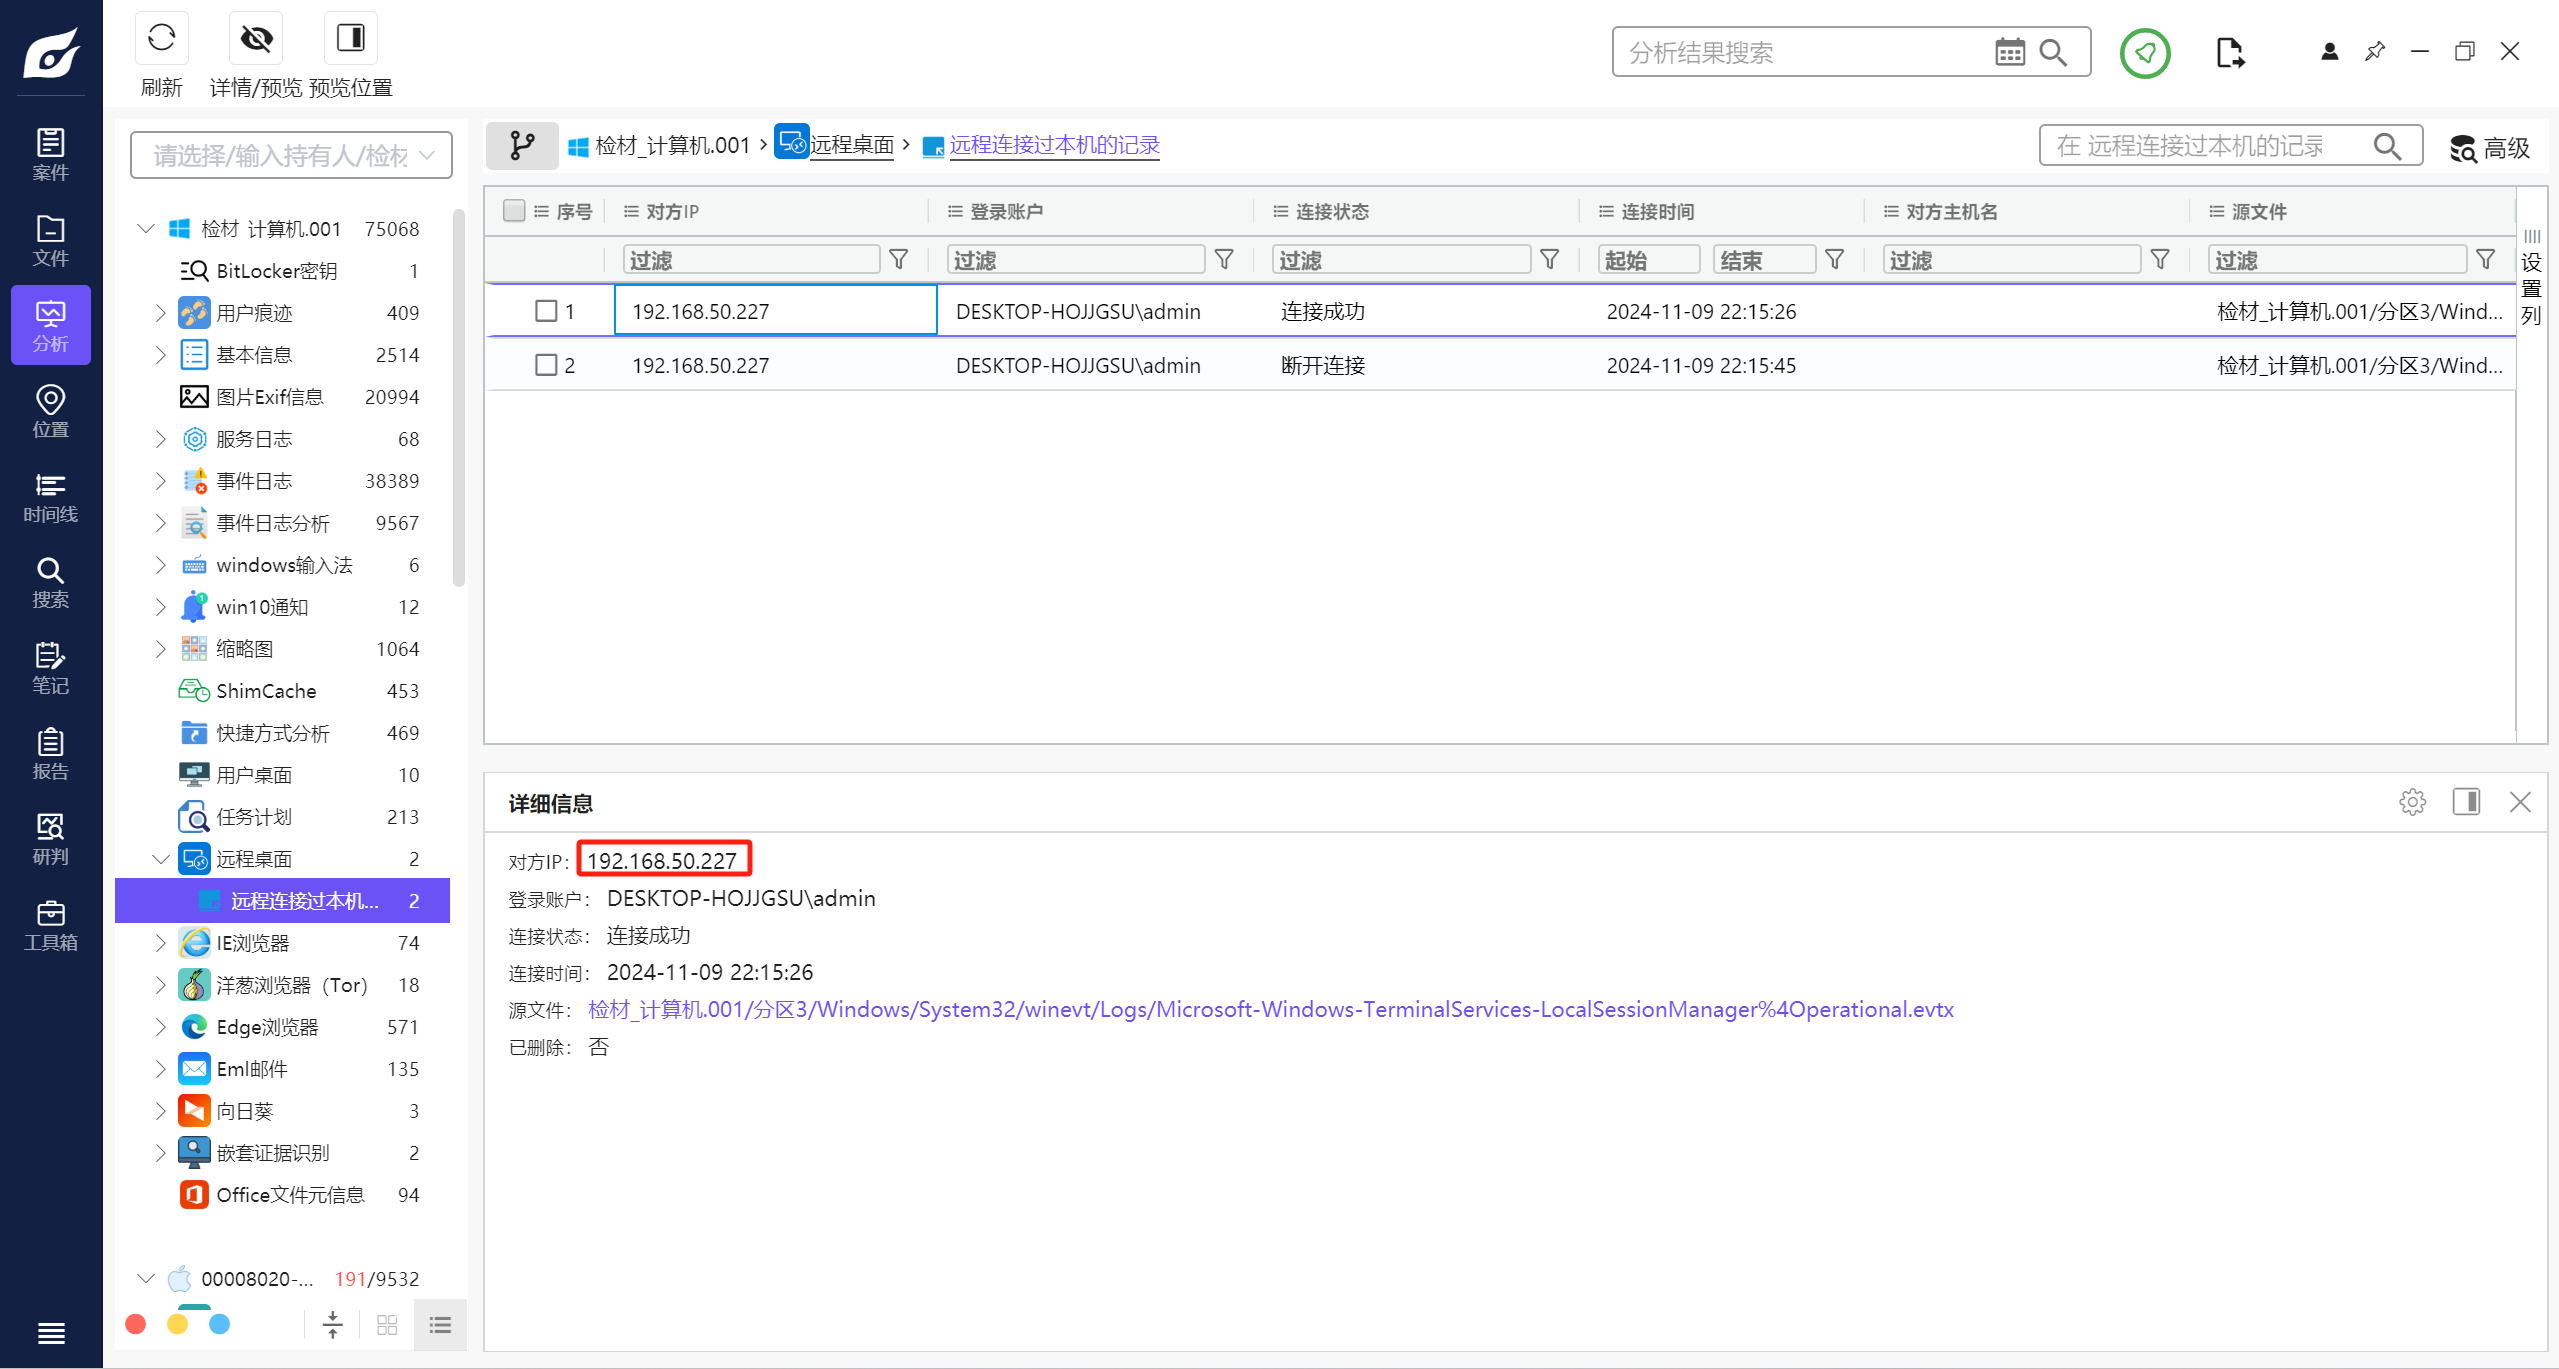 刷新
详情/预览
预览位置
分析结果搜索
案件
文件
分析
位置
时间线
搜索
笔记
报告
研判
工具箱
请选择/输入持有人/检材
检材_计算机.001 75068
BitLocker密钥 1
用户痕迹 409
基本信息 2514
图片Exif信息 20994
服务日志 68
事件日志 38389
事件日志分析 9567
windows输入法 6
win10通知 12
缩略图 1064
ShimCache 453
快捷方式分析 469
用户桌面 10
任务计划 213
远程桌面 2
远程连接过本机... 2
IE浏览器 74
洋葱浏览器（Tor） 18
Edge浏览器 571
Eml邮件 135
向日葵 3
嵌套证据识别 2
Office文件元信息 94
00008020-... 191/9532
检材_计算机.001 › 远程桌面 › 远程连接过本机的记录
在 远程连接过本机的记录
高级
序号 对方IP 登录账户 连接状态 连接时间 对方主机名 源文件
过滤 过滤 过滤 起始 结束 过滤 过滤
1 192.168.50.227 DESKTOP-HOJJGSU\admin 连接成功 2024-11-09 22:15:26 检材_计算机.001/分区3/Wind...
2 192.168.50.227 DESKTOP-HOJJGSU\admin 断开连接 2024-11-09 22:15:45 检材_计算机.001/分区3/Wind...
设置列
详细信息
对方IP： 192.168.50.227
登录账户： DESKTOP-HOJJGSU\admin
连接状态： 连接成功
连接时间： 2024-11-09 22:15:26
源文件： 检材_计算机.001/分区3/Windows/System32/winevt/Logs/Microsoft-Windows-TerminalServices-LocalSessionManager%4Operational.evtx
已删除： 否